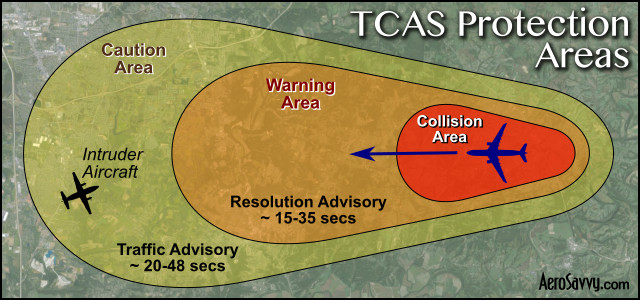 TCAS Protection
Areas
Caution
Area
Warning
Area
Collision
Area
Intruder
Aircraft
Resolution Advisory
~ 15-35 secs
Traffic Advisory
~ 20-48 secs
AeroSavvy.com